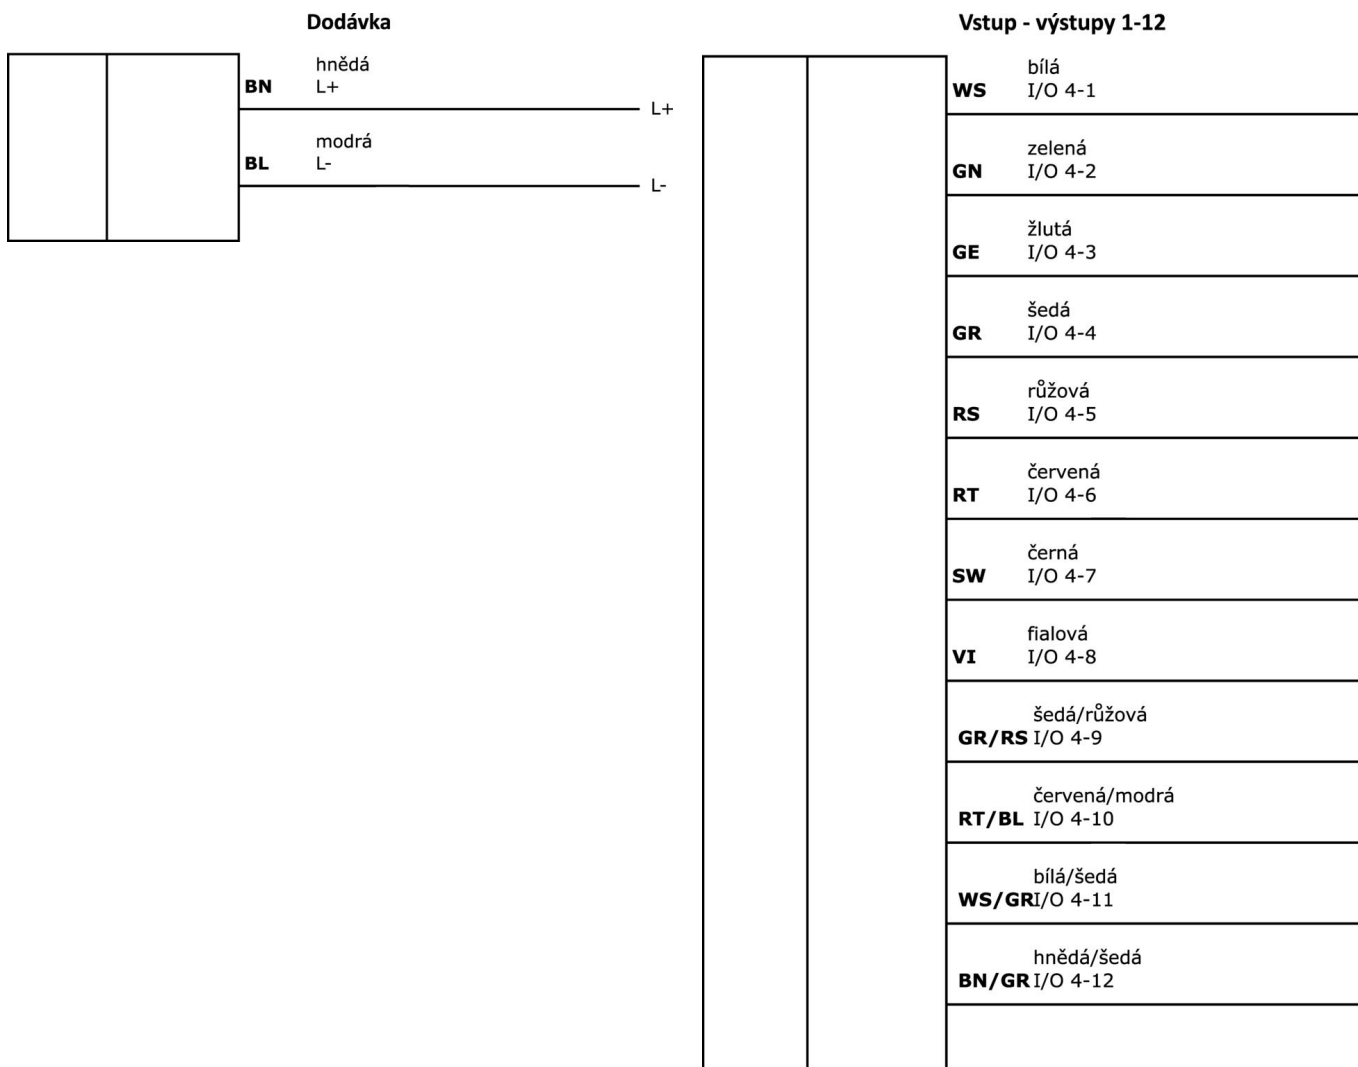 Dodávka
hnědá
BN L+
L+
modrá
BL L-
L-
Vstup - výstupy 1-12
bílá
WS I/O 4-1
zelená
GN I/O 4-2
žlutá
GE I/O 4-3
šedá
GR I/O 4-4
růžová
RS I/O 4-5
červená
RT I/O 4-6
černá
SW I/O 4-7
fialová
VI I/O 4-8
šedá/růžová
GR/RS I/O 4-9
červená/modrá
RT/BL I/O 4-10
bílá/šedá
WS/GR I/O 4-11
hnědá/šedá
BN/GR I/O 4-12